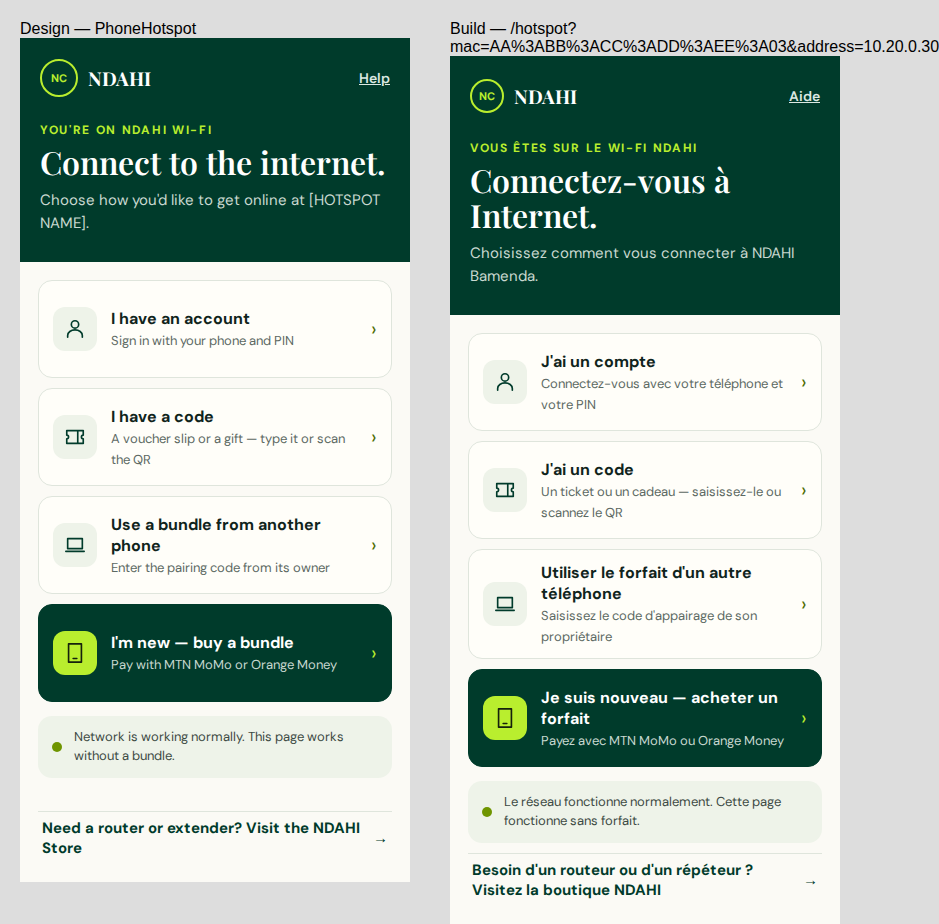 Design — PhoneHotspot
NC
NDAHI
Help
YOU'RE ON NDAHI WI-FI
Connect to the internet.
Choose how you'd like to get online at [HOTSPOT
NAME].
I have an account
Sign in with your phone and PIN
›
I have a code
A voucher slip or a gift — type it or scan
the QR
›
Use a bundle from another
phone
Enter the pairing code from its owner
›
I'm new — buy a bundle
Pay with MTN MoMo or Orange Money
›
Network is working normally. This page works
without a bundle.
Need a router or extender? Visit the NDAHI
Store
→
Build — /hotspot?
mac=AA%3ABB%3ACC%3ADD%3AEE%3A03&address=10.20.0.30
NC
NDAHI
Aide
VOUS ÊTES SUR LE WI-FI NDAHI
Connectez-vous à
Internet.
Choisissez comment vous connecter à NDAHI
Bamenda.
J'ai un compte
Connectez-vous avec votre téléphone et
votre PIN
›
J'ai un code
Un ticket ou un cadeau — saisissez-le ou
scannez le QR
›
Utiliser le forfait d'un autre
téléphone
Saisissez le code d'appairage de son
propriétaire
›
Je suis nouveau — acheter un
forfait
Payez avec MTN MoMo ou Orange Money
›
Le réseau fonctionne normalement. Cette page
fonctionne sans forfait.
Besoin d'un routeur ou d'un répéteur ?
Visitez la boutique NDAHI
→